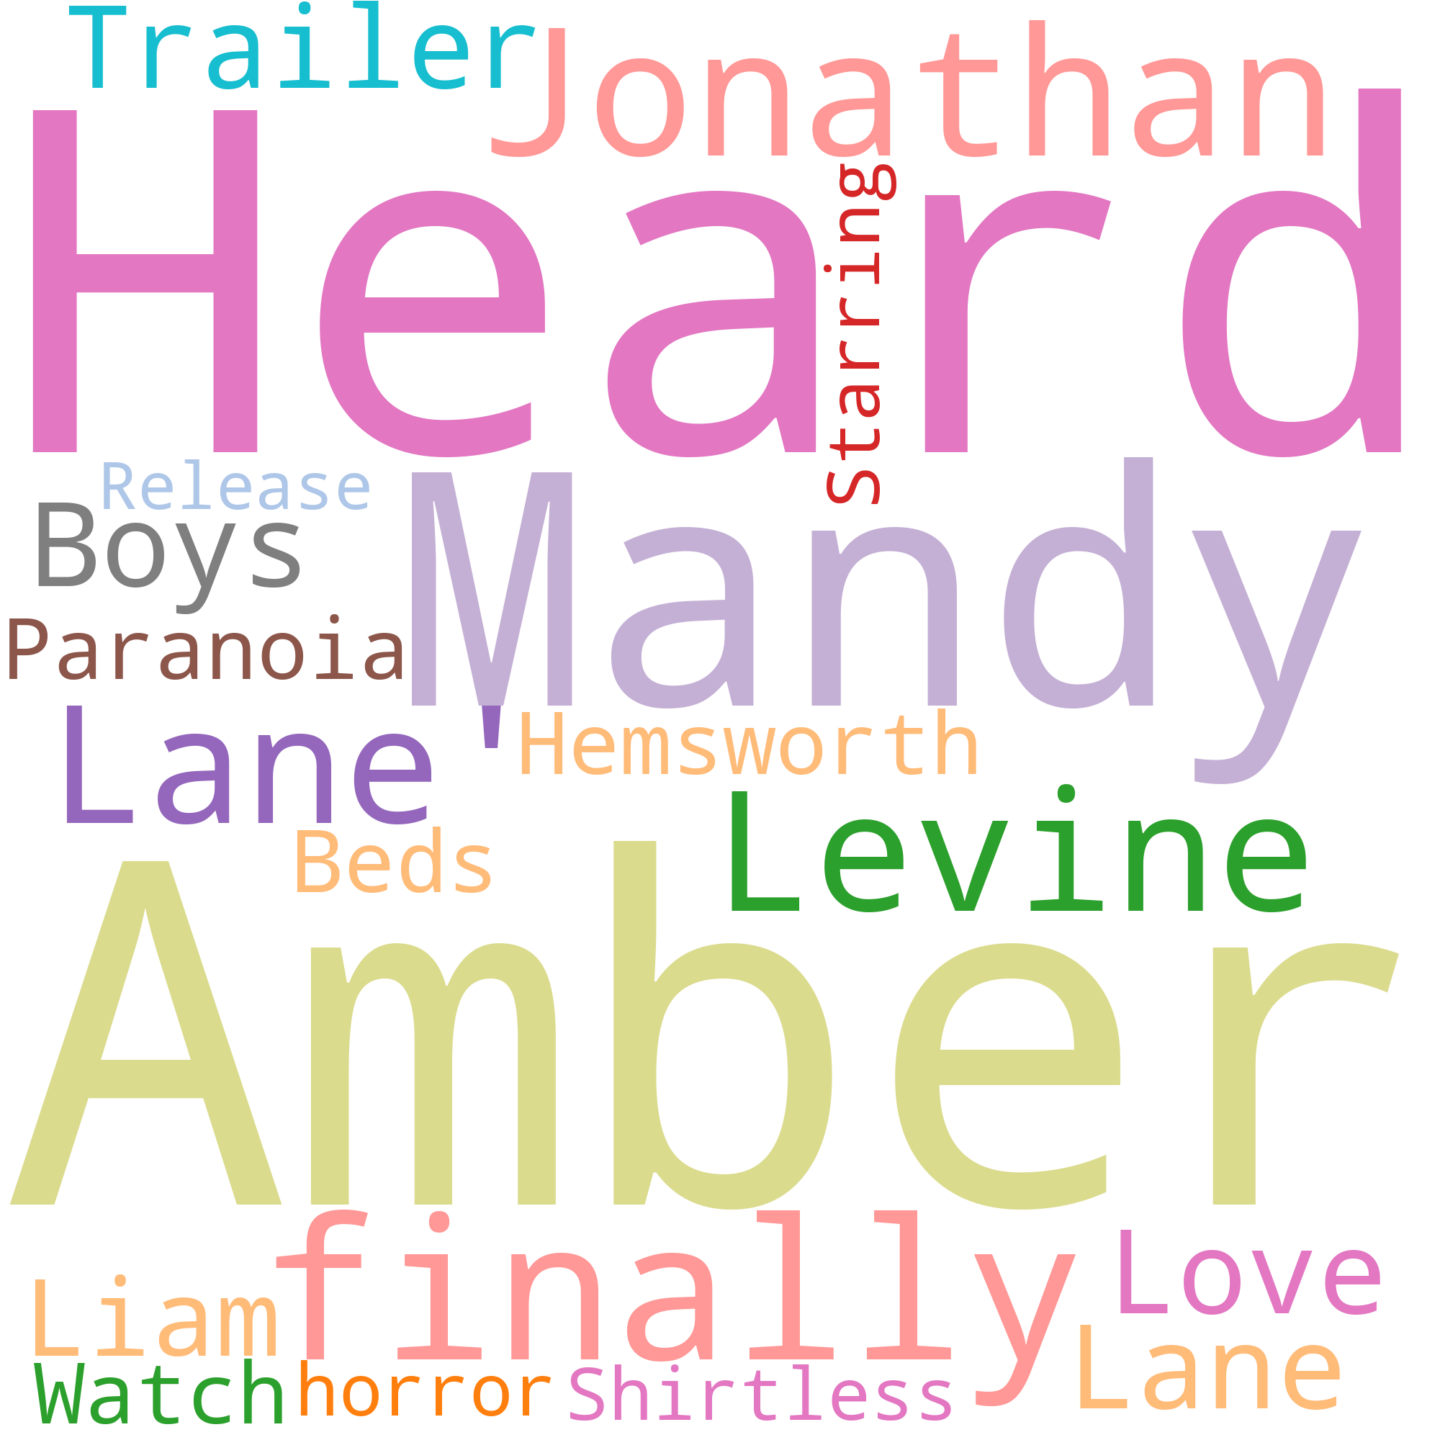 Trailer
Jonathan
Heard
Starring
Release
Mandy
Boys
Paranoia
Lane'
Hemsworth
Levine
Beds
Amber
finally
Love
Liam
Lane
Watch
horror
Shirtless